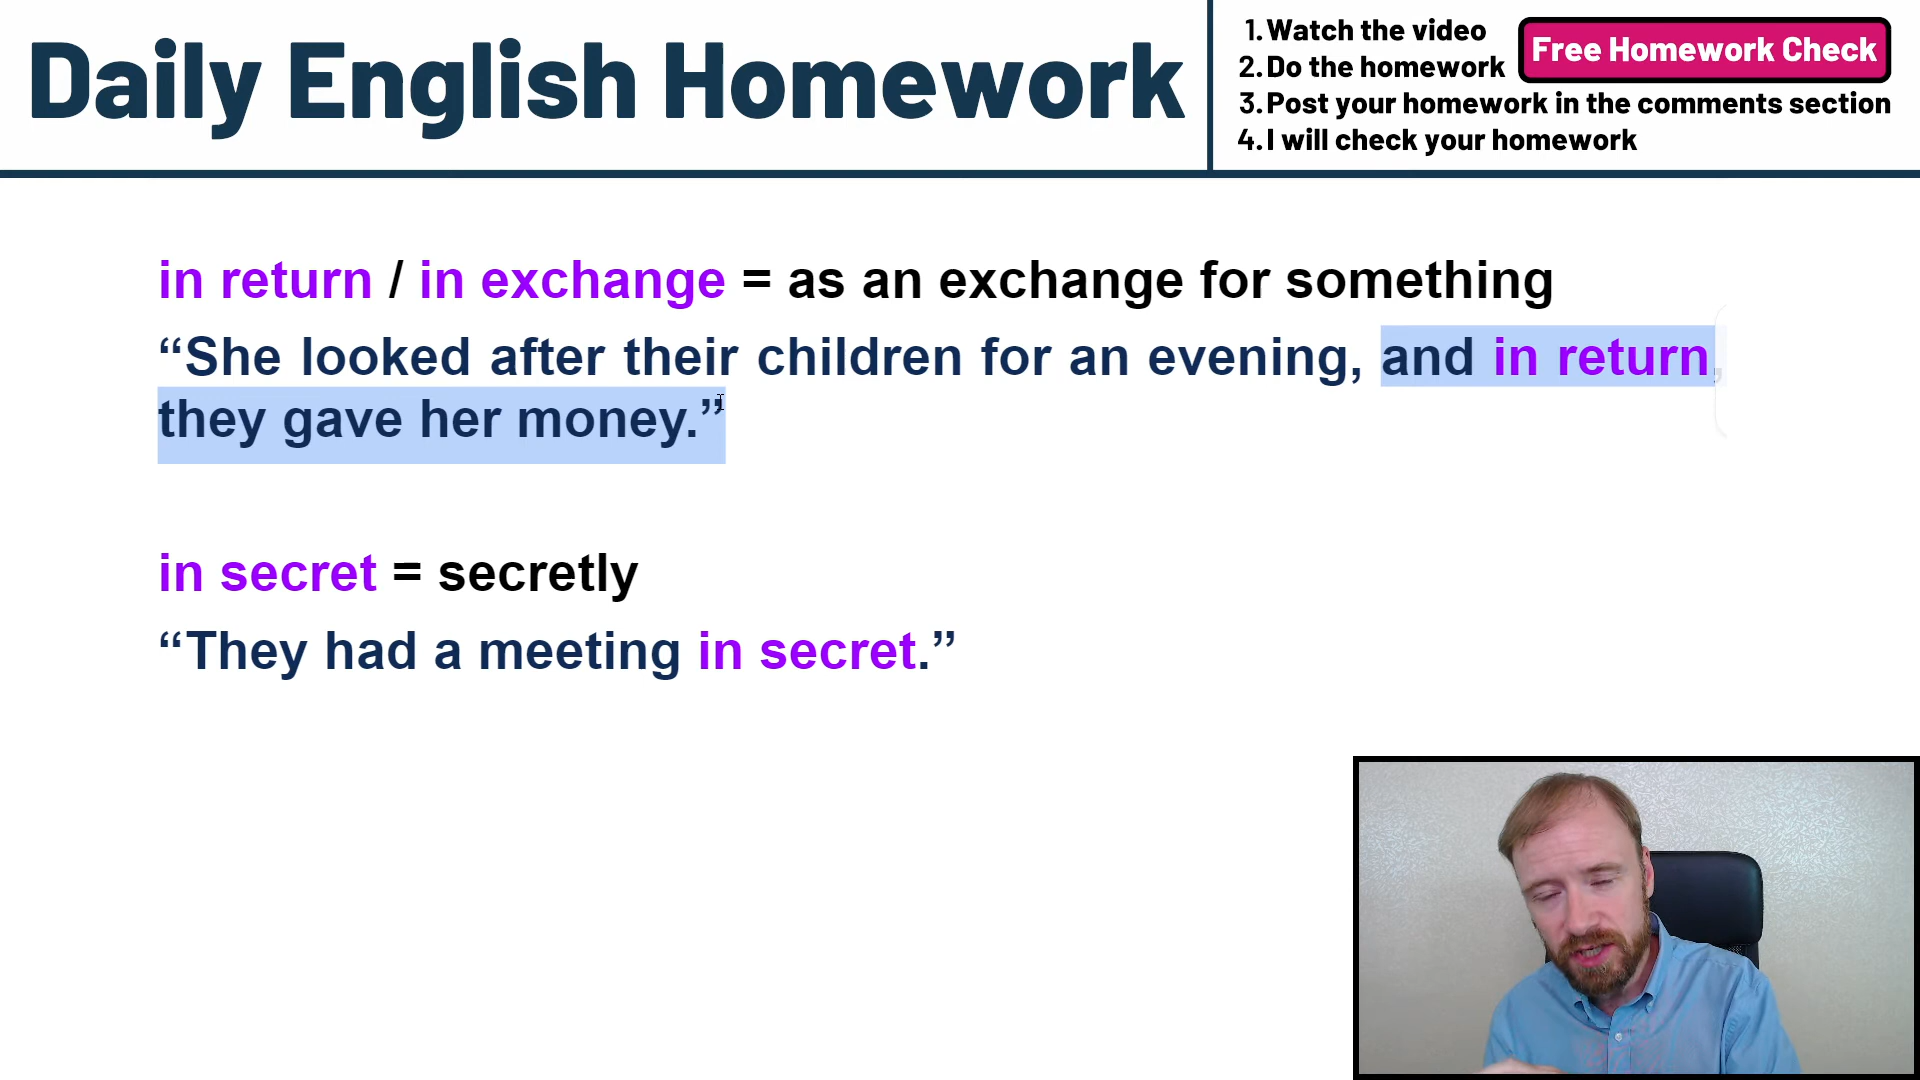 Daily English Homework
1. Watch the video
2. Do the homework
Free Homework Check
3. Post your homework in the comments section
4. I will check your homework
in return / in exchange = as an exchange for something
“She looked after their children for an evening, and in return,
they gave her money.”
in secret = secretly
“They had a meeting in secret.”